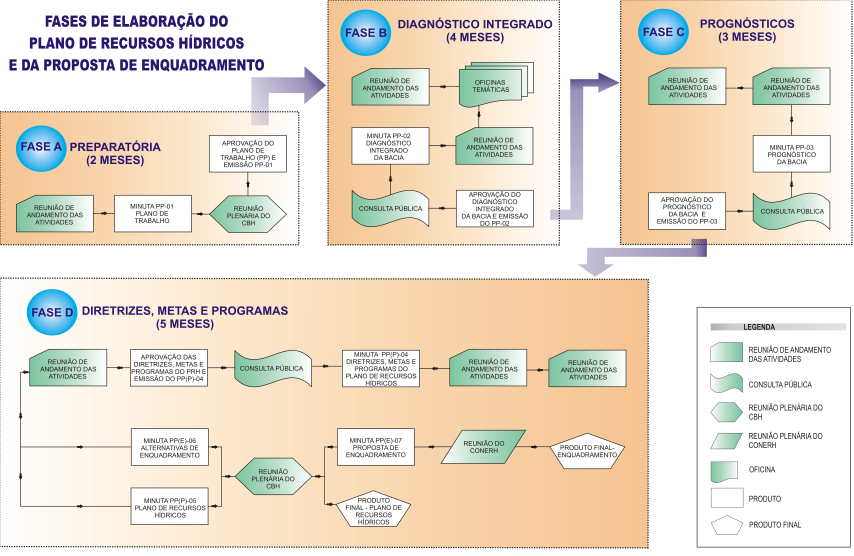 FASES DE ELABORAÇÃO DO
PLANO DE RECURSOS HÍDRICOS
E DA PROPOSTA DE ENQUADRAMENTO
FASE A
PREPARATÓRIA
(2 MESES)
APROVAÇÃO DO
PLANO DE
TRABALHO (PP) E
EMISSÃO PP-01
REUNIÃO DE
ANDAMENTO DAS
ATIVIDADES
MINUTA PP-01
PLANO DE
TRABALHO
REUNIÃO
PLENÁRIA DO
CBH
FASE B
DIAGNÓSTICO INTEGRADO
(4 MESES)
REUNIÃO DE
ANDAMENTO DAS
ATIVIDADES
OFICINAS
TEMÁTICAS
MINUTA PP-02
DIAGNÓSTICO
INTEGRADO
DA BACIA
REUNIÃO DE
ANDAMENTO DAS
ATIVIDADES
CONSULTA PÚBLICA
APROVAÇÃO DO
DIAGNÓSTICO
INTEGRADO
DA BACIA E EMISSÃO
DO PP-02
FASE C
PROGNÓSTICOS
(3 MESES)
REUNIÃO DE
ANDAMENTO DAS
ATIVIDADES
REUNIÃO DE
ANDAMENTO DAS
ATIVIDADES
MINUTA PP-03
PROGNÓSTICO
DA BACIA
APROVAÇÃO DO
PROGNÓSTICO
DA BACIA E
EMISSÃO DO PP-03
CONSULTA PÚBLICA
FASE D
DIRETRIZES, METAS E PROGRAMAS
(5 MESES)
REUNIÃO DE
ANDAMENTO DAS
ATIVIDADES
APROVAÇÃO DAS
DIRETRIZES, METAS E
PROGRAMAS DO PRH E
EMISSÃO DO PP(P)-04
CONSULTA PÚBLICA
MINUTA PP(P)-04
DIRETRIZES, METAS E
PROGRAMAS DO
PLANO DE RECURSOS
HÍDRICOS
REUNIÃO DE
ANDAMENTO DAS
ATIVIDADES
REUNIÃO DE
ANDAMENTO DAS
ATIVIDADES
MINUTA PP(E)-06
ALTERNATIVAS DE
ENQUADRAMENTO
MINUTA PP(P)-05
PLANO DE RECURSOS
HÍDRICOS
REUNIÃO
PLENÁRIA DO
CBH
MINUTA PP(E)-07
PROPOSTA DE
ENQUADRAMENTO
REUNIÃO DO
CONERH
PRODUTO FINAL-
ENQUADRAMENTO
PRODUTO
FINAL - PLANO DE
RECURSOS
HÍDRICOS
LEGENDA
REUNIÃO DE ANDAMENTO
DAS ATIVIDADES
CONSULTA PÚBLICA
REUNIÃO PLENÁRIA DO
CBH
REUNIÃO PLENÁRIA DO
CONERH
OFICINA
PRODUTO
PRODUTO FINAL